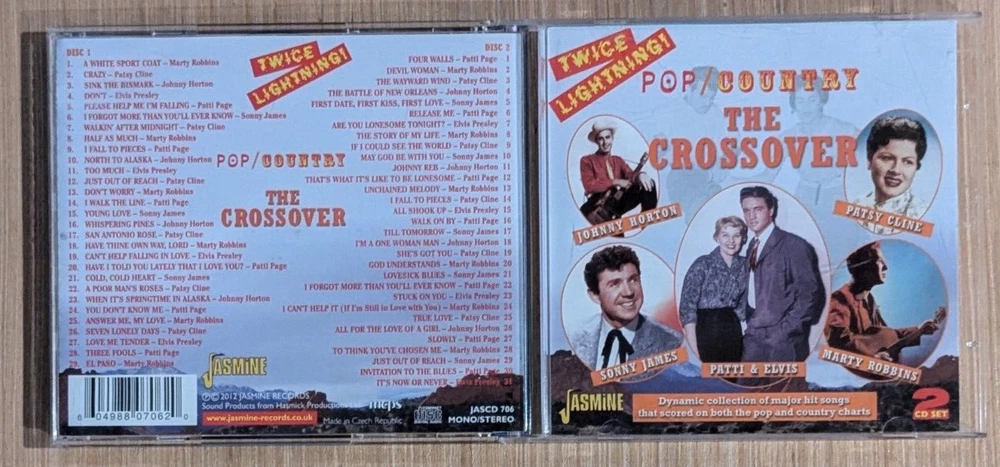 DISC 1
1. A WHITE SPORT COAT – Marty Robbins
2. CRAZY – Patsy Cline
3. SINK THE BISMARK – Johnny Horton
4. DON'T – Elvis Presley
5. PLEASE HELP ME I'M FALLING – Patti Page
6. I FORGOT MORE THAN YOU'LL EVER KNOW – Sonny James
7. WALKIN' AFTER MIDNIGHT – Patsy Cline
8. HALF AS MUCH – Marty Robbins
9. I FALL TO PIECES – Patti Page
10. NORTH TO ALASKA – Johnny Horton
11. TOO MUCH – Elvis Presley
12. JUST OUT OF REACH – Patsy Cline
13. DON'T WORRY – Marty Robbins
14. I WALK THE LINE – Patti Page
15. YOUNG LOVE – Sonny James
16. WHISPERING PINES – Johnny Horton
17. SAN ANTONIO ROSE – Patsy Cline
18. HAVE THINE OWN WAY, LORD – Marty Robbins
19. CAN'T HELP FALLING IN LOVE – Elvis Presley
20. HAVE I TOLD YOU LATELY THAT I LOVE YOU? – Patti Page
21. COLD, COLD HEART – Sonny James
22. A POOR MAN'S ROSES – Patsy Cline
23. WHEN IT'S SPRINGTIME IN ALASKA – Johnny Horton
24. YOU DON'T KNOW ME – Patti Page
25. ANSWER ME, MY LOVE – Marty Robbins
26. SEVEN LONELY DAYS – Patsy Cline
27. LOVE ME TENDER – Elvis Presley
28. THREE FOOLS – Patti Page
29. EL PASO – Marty Robbins
TWICE
LIGHTNING!
POP/COUNTRY
THE
CROSSOVER
DISC 2
FOUR WALLS – Patti Page 1
DEVIL WOMAN – Marty Robbins 2
THE WAYWARD WIND – Patsy Cline 3
THE BATTLE OF NEW ORLEANS – Johnny Horton 4
FIRST DATE, FIRST KISS, FIRST LOVE – Sonny James 5
RELEASE ME – Patti Page 6
ARE YOU LONESOME TONIGHT? – Elvis Presley 7
THE STORY OF MY LIFE – Marty Robbins 8
IF I COULD SEE THE WORLD – Patsy Cline 9
MAY GOD BE WITH YOU – Sonny James 10
JOHNNY REB – Johnny Horton 11
THAT'S WHAT IT'S LIKE TO BE LONESOME – Patti Page 12
UNCHAINED MELODY – Marty Robbins 13
I FALL TO PIECES – Patsy Cline 14
ALL SHOOK UP – Elvis Presley 15
WALK ON BY – Patti Page 16
TILL TOMORROW – Sonny James 17
I'M A ONE WOMAN MAN – Johnny Horton 18
SHE'S GOT YOU – Patsy Cline 19
GOD UNDERSTANDS – Marty Robbins 20
LOVESICK BLUES – Sonny James 21
I FORGOT MORE THAN YOU'LL EVER KNOW – Patti Page 22
STUCK ON YOU – Elvis Presley 23
I CAN'T HELP IT (If I'm Still in Love with You) – Marty Robbins 24
TRUE LOVE – Patsy Cline 25
ALL FOR THE LOVE OF A GIRL – Johnny Horton 26
SLOWLY – Patti Page 27
TO THINK YOU'VE CHOSEN ME – Marty Robbins 28
JUST OUT OF REACH – Sonny James 29
INVITATION TO THE BLUES – Patti Page 30
IT'S NOW OR NEVER – Elvis Presley 31
JASMiNE
6 04988 07062 0
℗ © 2012 JASMINE RECORDS
Sound Products from Hasmick Productions Ltd
www.jasmine-records.co.uk
mcps
Made in Czech Republic
COMPACT disc
JASCD 706
MONO/STEREO
TWICE
LIGHTNING!
POP/COUNTRY
THE
CROSSOVER
JOHNNY HORTON
PATSY CLINE
SONNY JAMES
PATTI & ELVIS
MARTY ROBBINS
JASMiNE
Dynamic collection of major hit songs
that scored on both the pop and country charts
2
CD SET